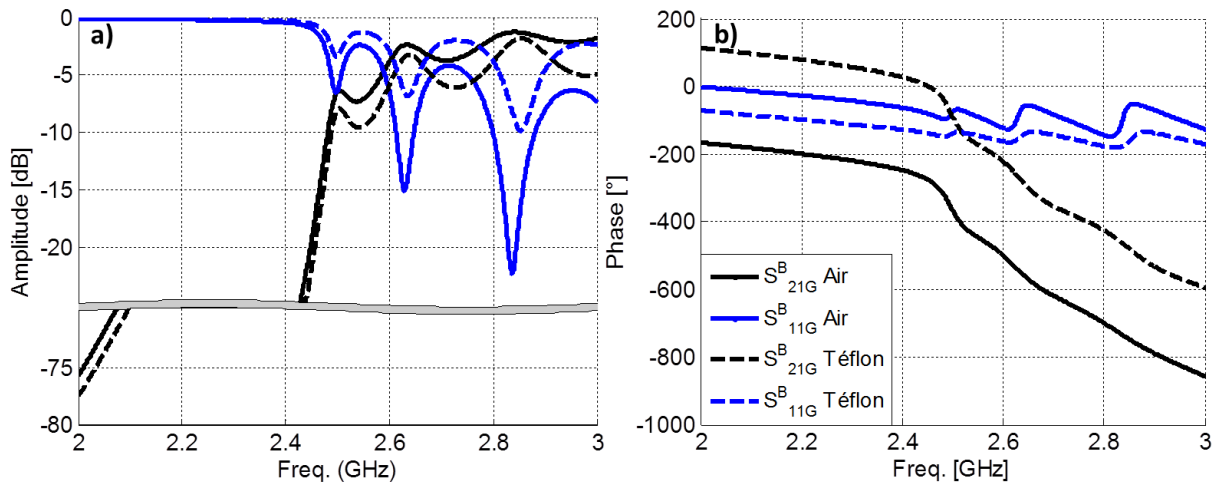 a)
0
-5
-10
-15
-20
-75
-80
Amplitude [dB]
2
2.2
2.4
2.6
2.8
3
Freq. (GHz)
b)
200
0
-200
-400
-600
-800
-1000
Phase [°]
S^B_21G Air
S^B_11G Air
S^B_21G Téflon
S^B_11G Téflon
2
2.2
2.4
2.6
2.8
3
Freq. [GHz]